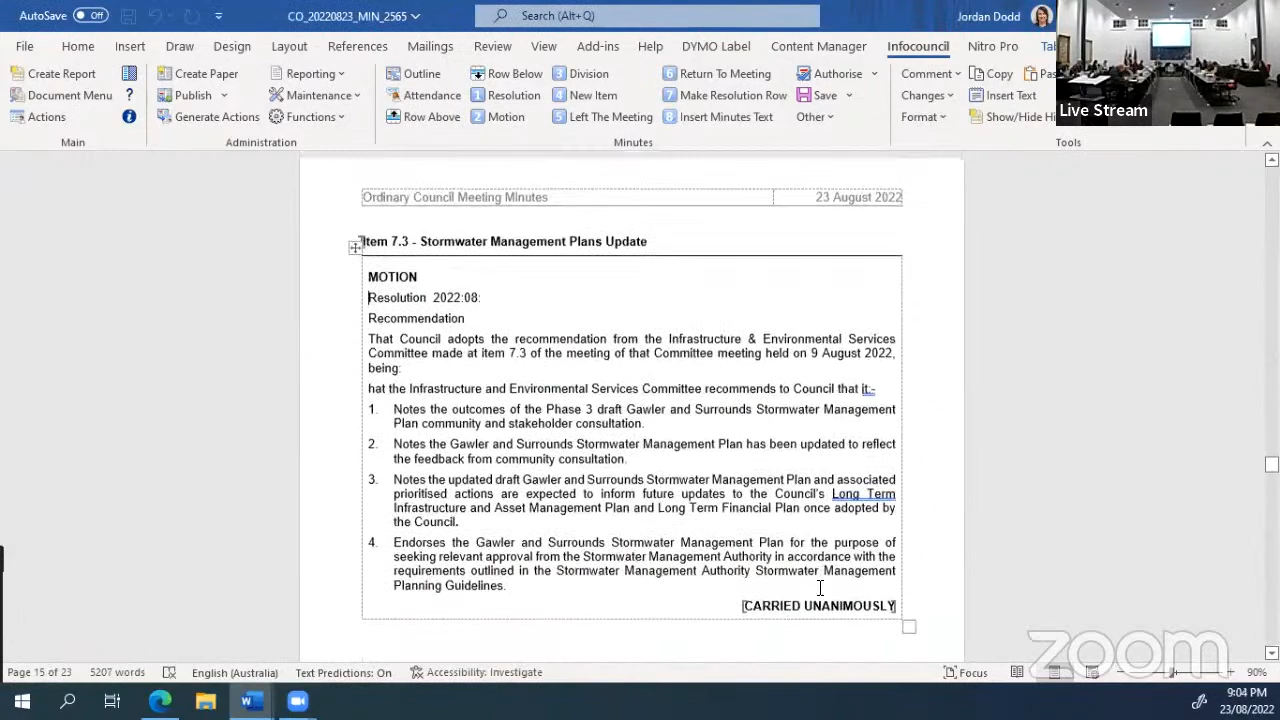 AutoSave Off CO_20220823_MIN_2565 Search (Alt+Q) Jordan Dodd
File Home Insert Draw Design Layout References Mailings Review View Add-ins Help DYMO Label Content Manager Infocouncil Nitro Pro
Create Report Create Paper Reporting Outline Row Below 3 Division 6 Return To Meeting Authorise Comment Copy
Document Menu ? Publish Maintenance Attendance 1 Resolution 4 New Item 7 Make Resolution Row Save Changes Insert Text
Actions Generate Actions Functions Row Above 2 Motion 5 Left The Meeting 8 Insert Minutes Text Other Format Show/Hide
Main Administration Minutes Tools
Live Stream
Ordinary Council Meeting Minutes 23 August 2022
Item 7.3 - Stormwater Management Plans Update
MOTION
Resolution 2022:08:
Recommendation
That Council adopts the recommendation from the Infrastructure & Environmental Services
Committee made at item 7.3 of the meeting of that Committee meeting held on 9 August 2022,
being:
hat the Infrastructure and Environmental Services Committee recommends to Council that it:-
1. Notes the outcomes of the Phase 3 draft Gawler and Surrounds Stormwater Management
Plan community and stakeholder consultation.
2. Notes the Gawler and Surrounds Stormwater Management Plan has been updated to reflect
the feedback from community consultation.
3. Notes the updated draft Gawler and Surrounds Stormwater Management Plan and associated
prioritised actions are expected to inform future updates to the Council's Long Term
Infrastructure and Asset Management Plan and Long Term Financial Plan once adopted by
the Council.
4. Endorses the Gawler and Surrounds Stormwater Management Plan for the purpose of
seeking relevant approval from the Stormwater Management Authority in accordance with the
requirements outlined in the Stormwater Management Authority Stormwater Management
Planning Guidelines.
CARRIED UNANIMOUSLY
zoom
Page 15 of 23 5207 words English (Australia) Text Predictions: On Accessibility: Investigate Focus 90%
9:04 PM
23/08/2022